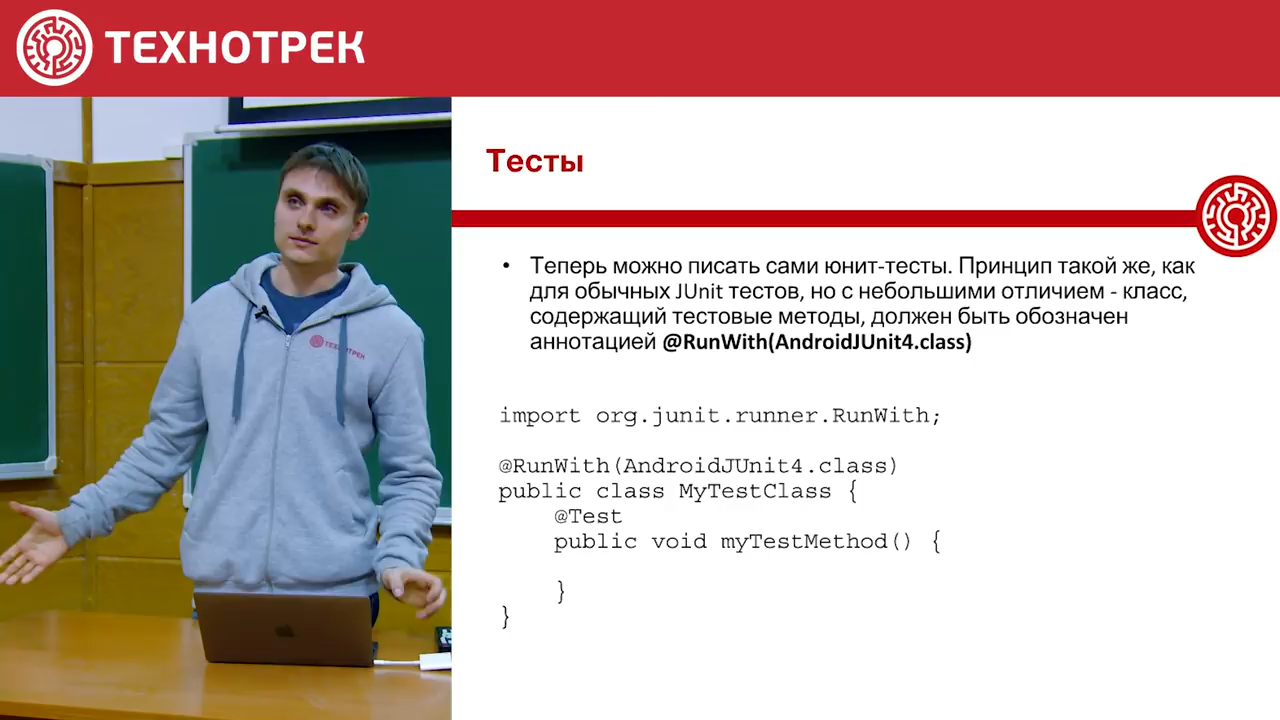 ТЕХНОТРЕК
Тесты
• Теперь можно писать сами юнит-тесты. Принцип такой же, как
для обычных JUnit тестов, но с небольшими отличием - класс,
содержащий тестовые методы, должен быть обозначен
аннотацией @RunWith(AndroidJUnit4.class)
import org.junit.runner.RunWith;
@RunWith(AndroidJUnit4.class)
public class MyTestClass {
@Test
public void myTestMethod() {
}
}
ТЕХНОТРЕК